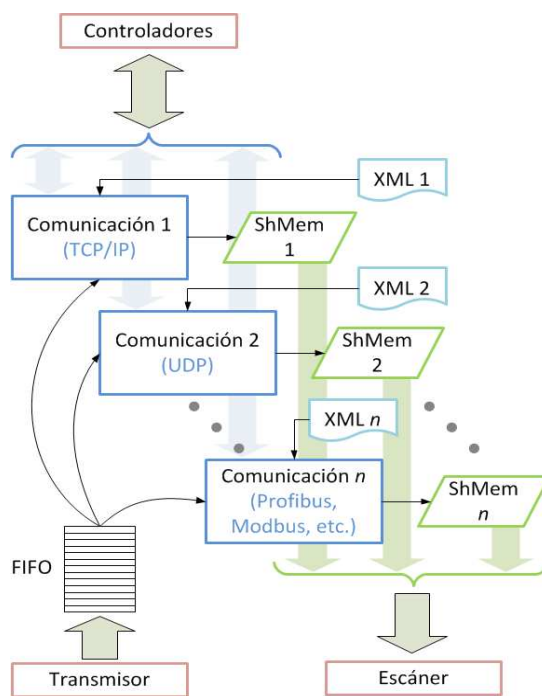 Controladores
XML 1
Comunicación 1
(TCP/IP)
ShMem
1
XML 2
Comunicación 2
(UDP)
ShMem
2
XML n
Comunicación n
(Profibus,
Modbus, etc.)
ShMem
n
FIFO
Transmisor
Escáner